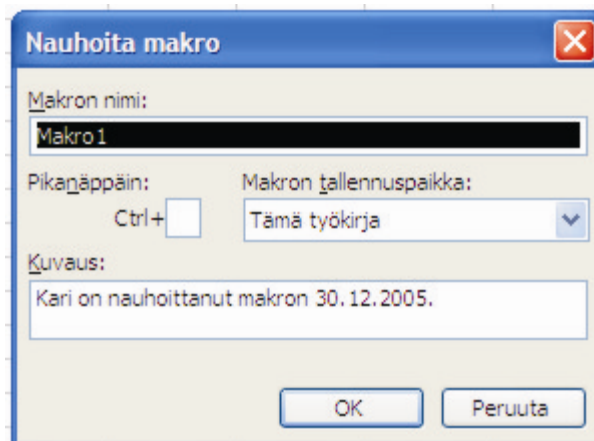 Nauhoita makro
Makron nimi:
Makro1
Pikanäppäin:
Makron tallennuspaikka:
Ctrl+
Tämä työkirja
Kuvaus:
Kari on nauhoittanut makron 30.12.2005.
OK
Peruuta